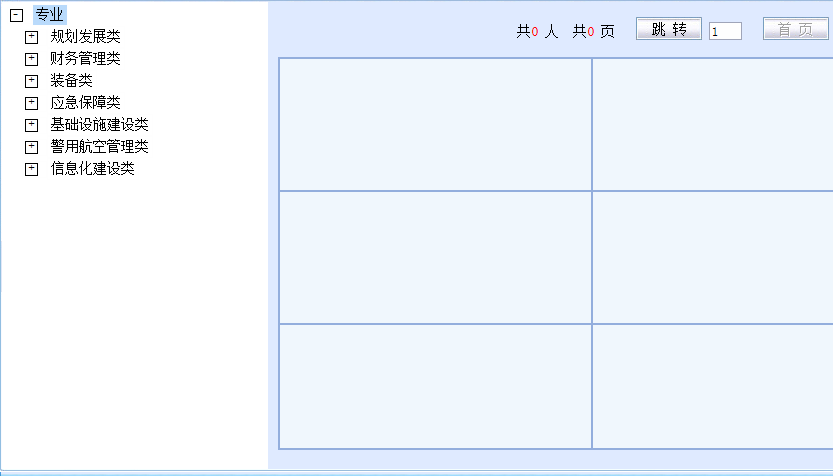 专业
规划发展类
财务管理类
装备类
应急保障类
基础设施建设类
警用航空管理类
信息化建设类
共0 人 共0 页 跳 转 1 首 页